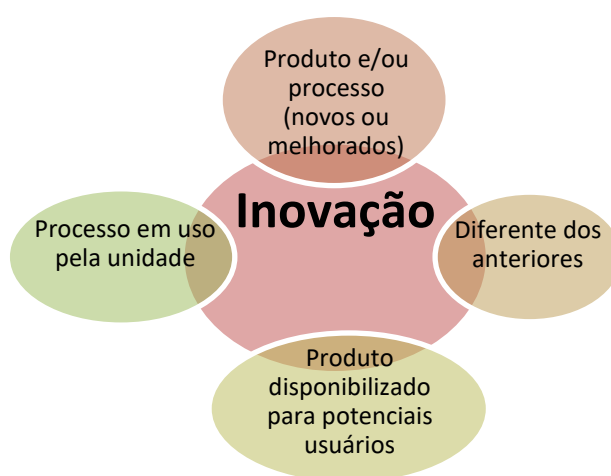 Produto e/ou
processo
(novos ou
melhorados)
Inovação
Processo em uso
pela unidade
Diferente dos
anteriores
Produto
disponibilizado
para potenciais
usuários